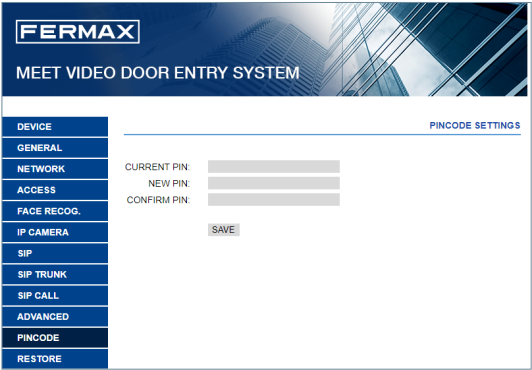 FERMAX
MEET VIDEO DOOR ENTRY SYSTEM
DEVICE
PINCODE SETTINGS
GENERAL
NETWORK
CURRENT PIN:
NEW PIN:
ACCESS
CONFIRM PIN:
FACE RECOG.
IP CAMERA
SAVE
SIP
SIP TRUNK
SIP CALL
ADVANCED
PINCODE
RESTORE